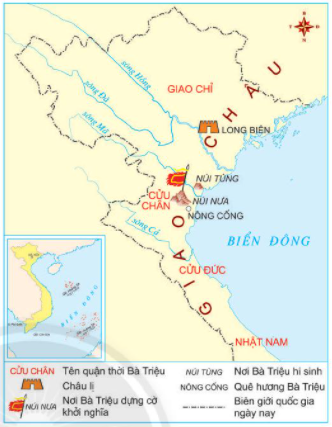 sông Hồng
GIAO CHỈ
sông Đà
sông Mã
LONG BIÊN
GIAO CHÂU
NÚI TÙNG
CỬU CHÂN
NÚI NƯA
NÔNG CỐNG
sông Cả
BIỂN ĐÔNG
CỬU ĐỨC
NHẬT NAM
BIỂN ĐÔNG
CỬU CHÂN Tên quận thời Bà Triệu
Châu lị
NÚI NƯA Nơi Bà Triệu dựng cờ khởi nghĩa
NÚI TÙNG Nơi Bà Triệu hi sinh
NÔNG CỐNG Quê hương Bà Triệu
Biên giới quốc gia ngày nay